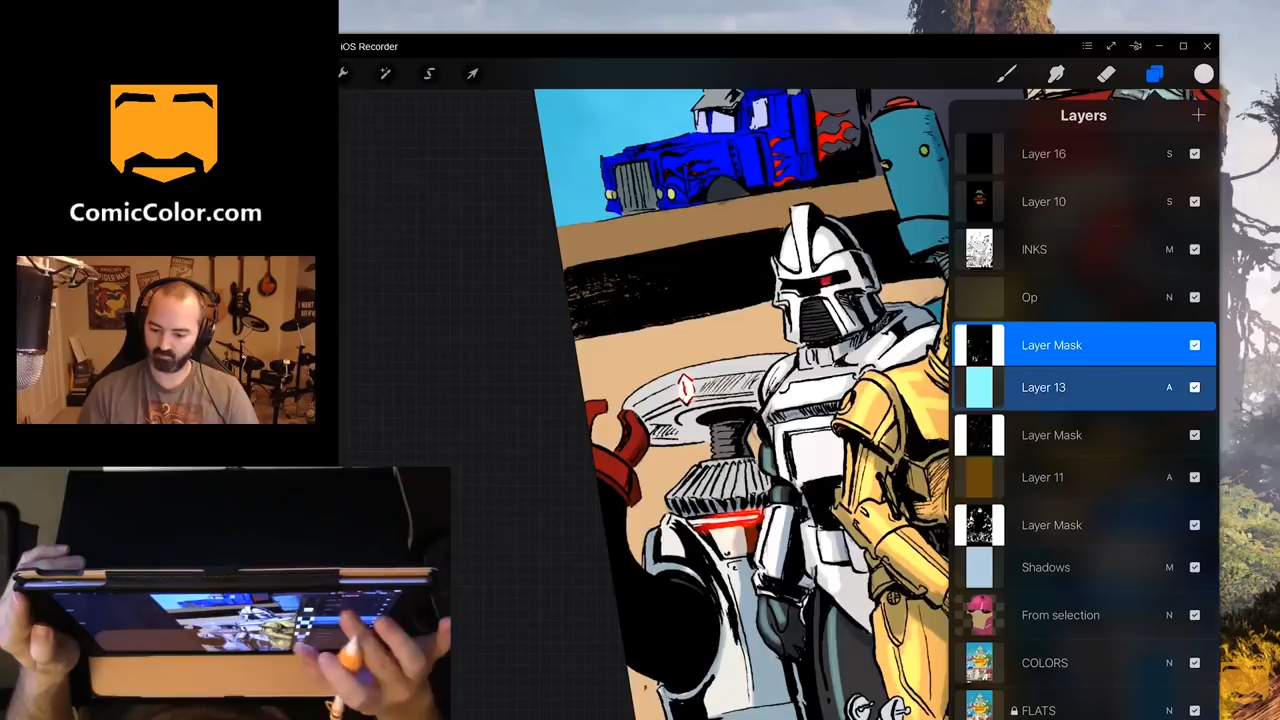 iOS Recorder
ComicColor.com
Layers
Layer 16 S
Layer 10 S
INKS M
Op N
Layer Mask
Layer 13 A
Layer Mask
Layer 11 A
Layer Mask
Shadows M
From selection N
COLORS N
FLATS N